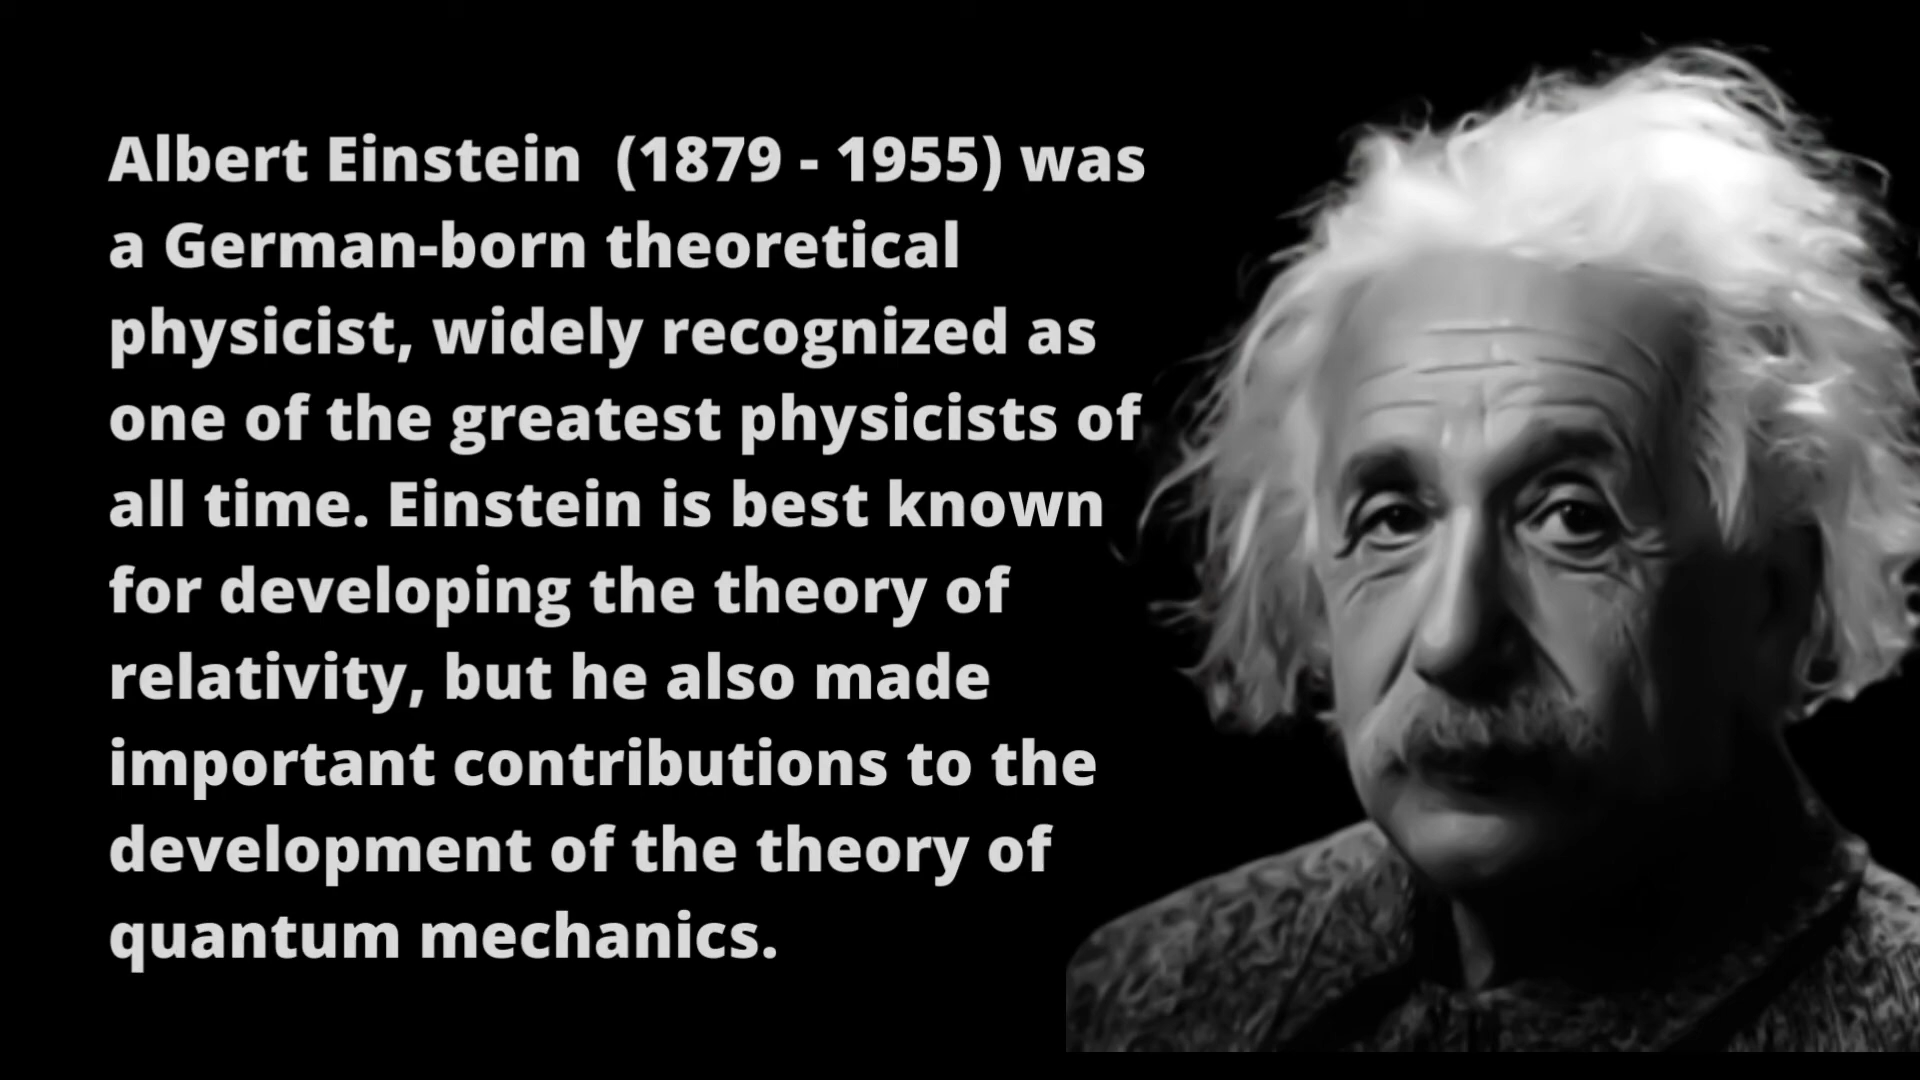 Albert Einstein  (1879 - 1955) was
a German-born theoretical
physicist, widely recognized as
one of the greatest physicists of
all time. Einstein is best known
for developing the theory of
relativity, but he also made
important contributions to the
development of the theory of
quantum mechanics.